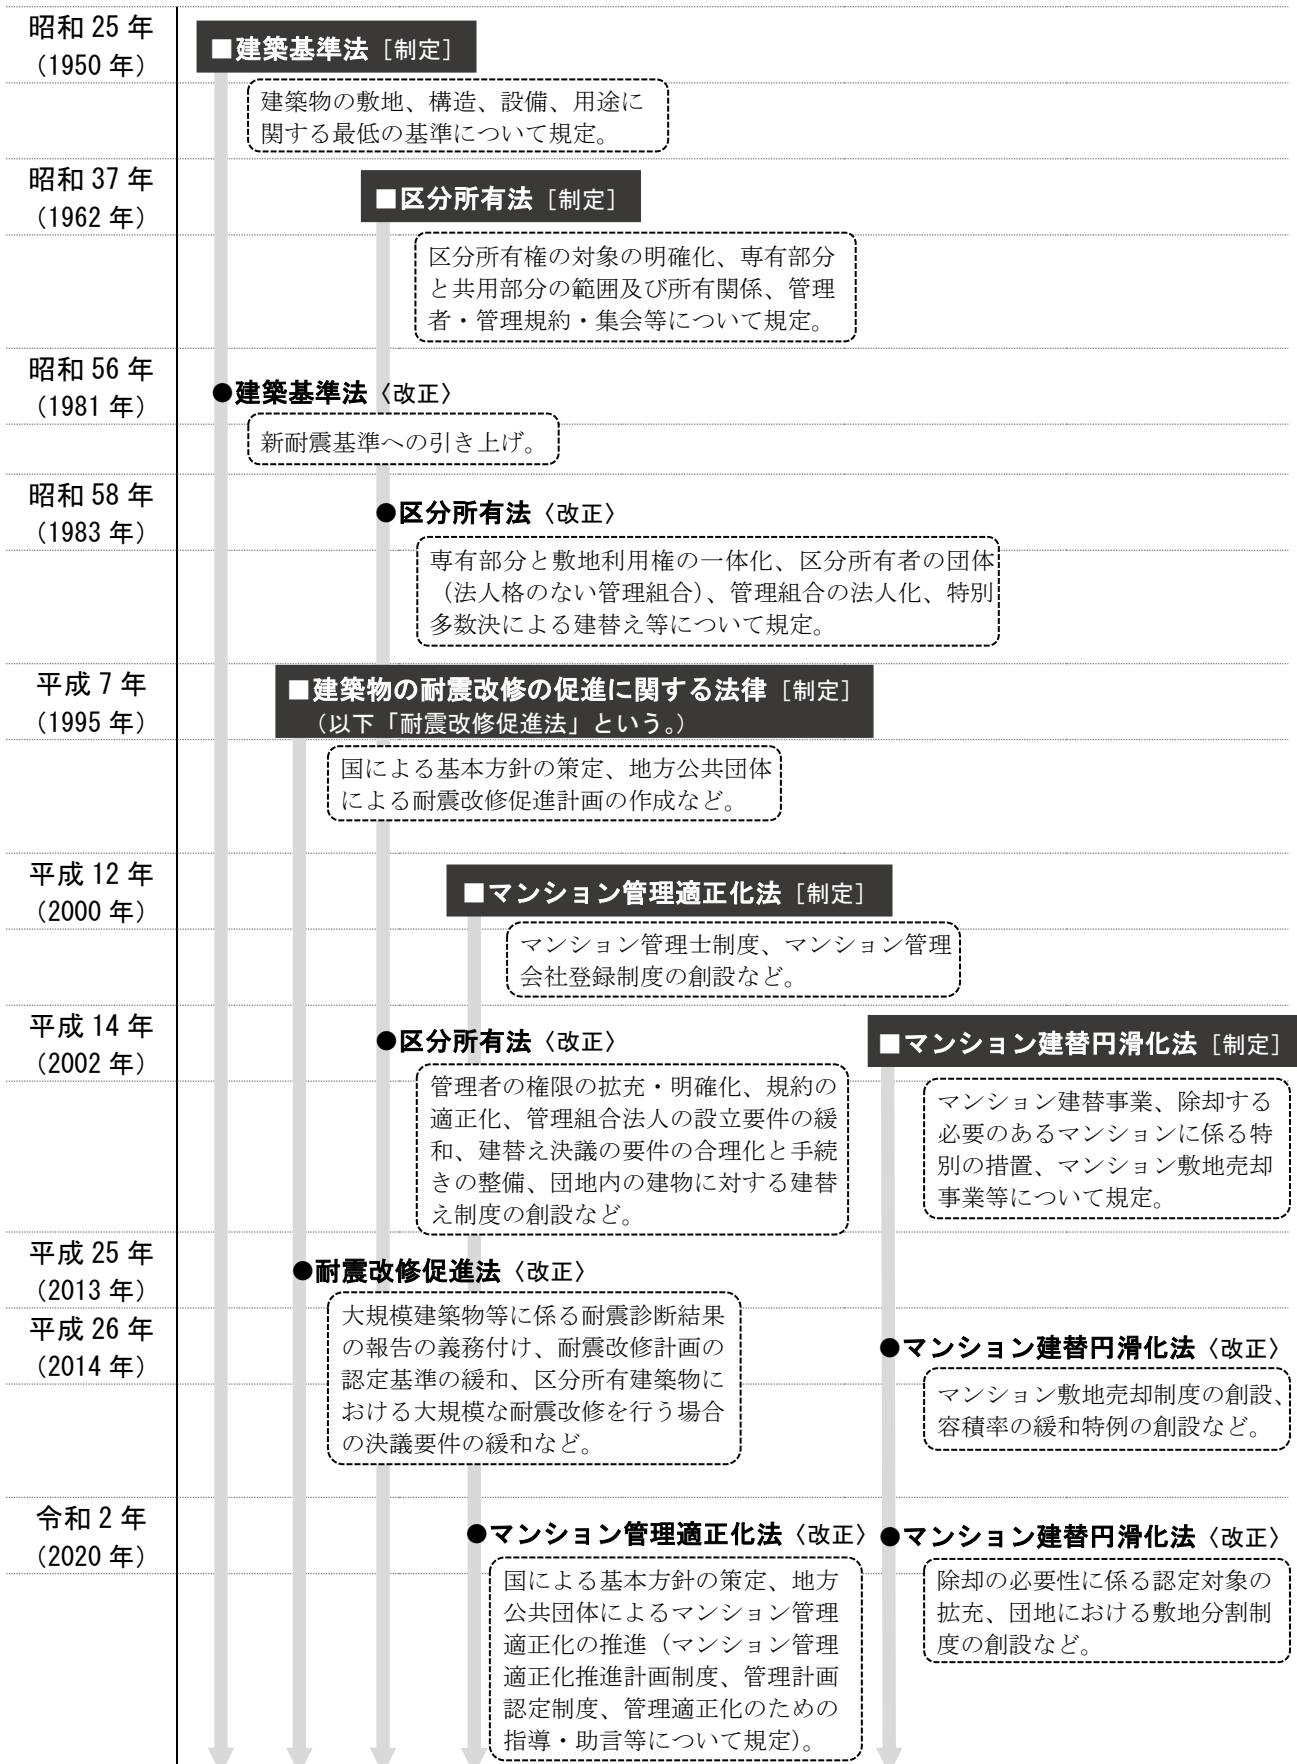 昭和 25 年
（1950 年）
■建築基準法［制定］
建築物の敷地、構造、設備、用途に
関する最低の基準について規定。
昭和 37 年
（1962 年）
■区分所有法［制定］
区分所有権の対象の明確化、専有部分
と共用部分の範囲及び所有関係、管理
者・管理規約・集会等について規定。
昭和 56 年
（1981 年）
●建築基準法〈改正〉
新耐震基準への引き上げ。
昭和 58 年
（1983 年）
●区分所有法〈改正〉
専有部分と敷地利用権の一体化、区分所有者の団体
（法人格のない管理組合）、管理組合の法人化、特別
多数決による建替え等について規定。
平成 7 年
（1995 年）
■建築物の耐震改修の促進に関する法律［制定］
（以下「耐震改修促進法」という。）
国による基本方針の策定、地方公共団体
による耐震改修促進計画の作成など。
平成 12 年
（2000 年）
■マンション管理適正化法［制定］
マンション管理士制度、マンション管理
会社登録制度の創設など。
平成 14 年
（2002 年）
●区分所有法〈改正〉
管理者の権限の拡充・明確化、規約の
適正化、管理組合法人の設立要件の緩
和、建替え決議の要件の合理化と手続
きの整備、団地内の建物に対する建替
え制度の創設など。
■マンション建替円滑化法［制定］
マンション建替事業、除却する
必要のあるマンションに係る特
別の措置、マンション敷地売却
事業等について規定。
平成 25 年
（2013 年）
●耐震改修促進法〈改正〉
大規模建築物等に係る耐震診断結果
の報告の義務付け、耐震改修計画の
認定基準の緩和、区分所有建築物に
おける大規模な耐震改修を行う場合
の決議要件の緩和など。
平成 26 年
（2014 年）
●マンション建替円滑化法〈改正〉
マンション敷地売却制度の創設、
容積率の緩和特例の創設など。
令和 2 年
（2020 年）
●マンション管理適正化法〈改正〉
国による基本方針の策定、地方
公共団体によるマンション管理
適正化の推進（マンション管理
適正化推進計画制度、管理計画
認定制度、管理適正化のための
指導・助言等について規定）。
●マンション建替円滑化法〈改正〉
除却の必要性に係る認定対象の
拡充、団地における敷地分割制
度の創設など。